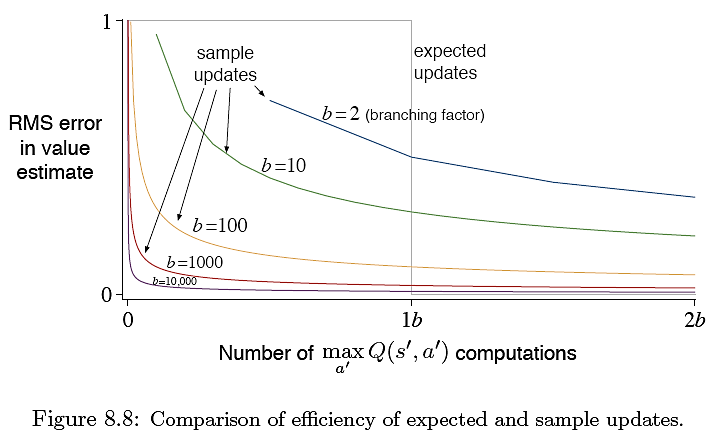 1
sample
updates
expected
updates
b=2 (branching factor)
RMS error
in value
estimate
b=10
b=100
b=1000
b=10,000
0
0
1b
2b
Number of max Q(s′, a′) computations
a′
Figure 8.8: Comparison of efficiency of expected and sample updates.